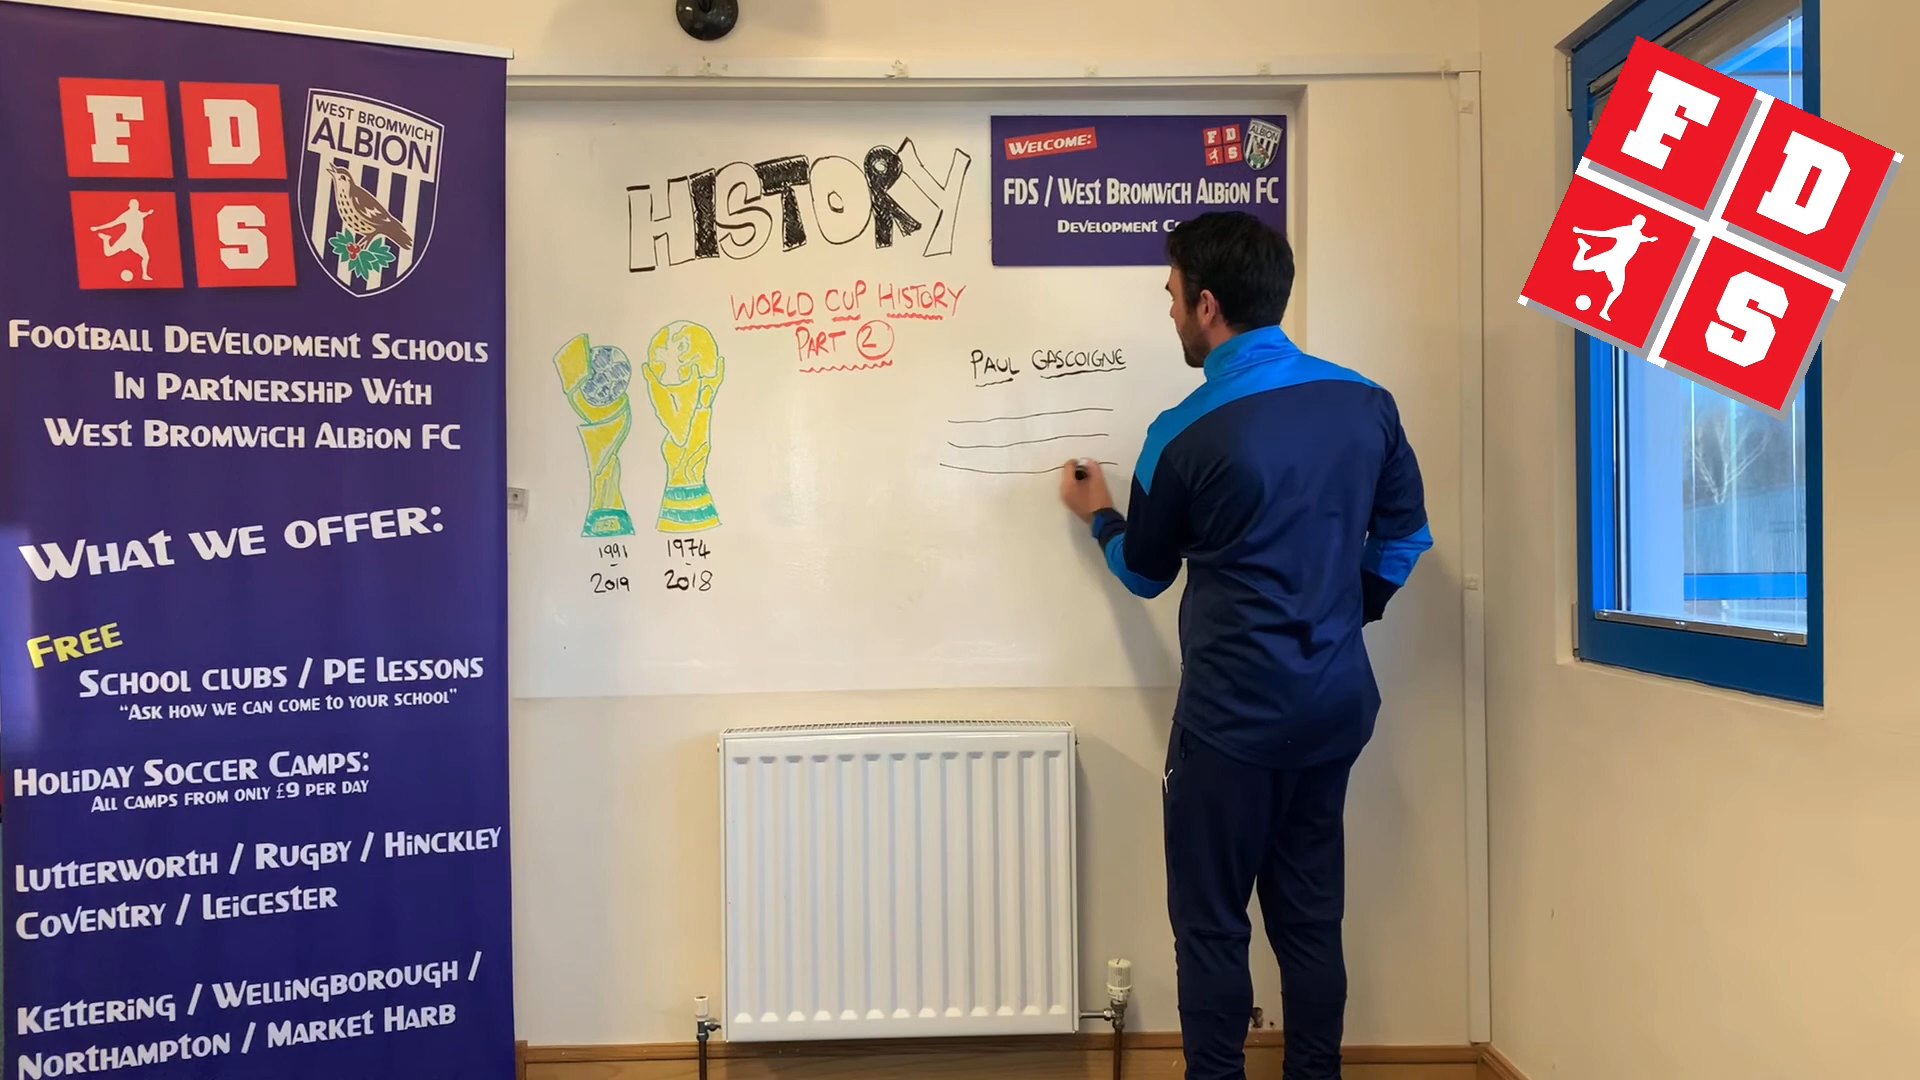 F D
S
WEST BROMWICH
ALBION
FOOTBALL DEVELOPMENT SCHOOLS
IN PARTNERSHIP WITH
WEST BROMWICH ALBION FC
WHAT WE OFFER:
FREE
SCHOOL CLUBS / PE LESSONS
"ASK HOW WE CAN COME TO YOUR SCHOOL"
HOLIDAY SOCCER CAMPS:
ALL CAMPS FROM ONLY £9 PER DAY
LUTTERWORTH / RUGBY / HINCKLEY
COVENTRY / LEICESTER
KETTERING / WELLINGBOROUGH /
NORTHAMPTON / MARKET HARB
HISTORY
WORLD CUP HISTORY
PART 2
1991
-
2019
1974
-
2018
PAUL GASCOIGNE
WELCOME:
F D
S
ALBION
FDS / WEST BROMWICH ALBION FC
DEVELOPMENT
F D
S